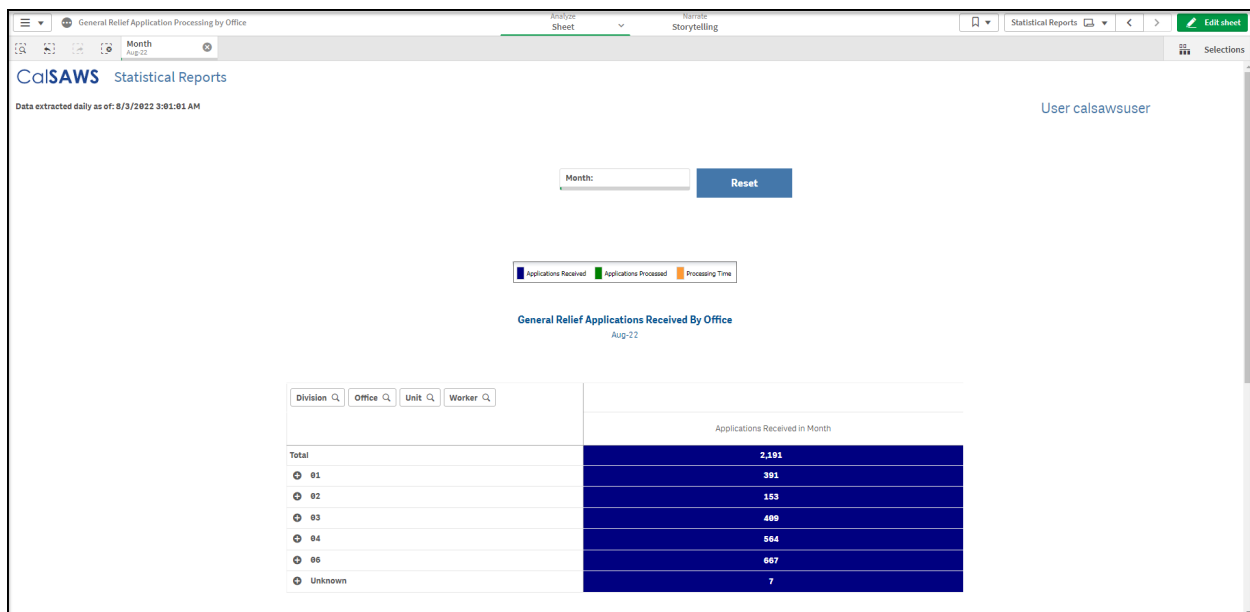 General Relief Application Processing by Office
Analyze
Sheet
Narrate
Storytelling
Statistical Reports
Edit sheet
Month
Aug-22
Selections
CalSAWS Statistical Reports
Data extracted daily as of: 8/3/2022 3:01:01 AM
User calsawsuser
Month:
Reset
Applications Received Applications Processed Processing Time
General Relief Applications Received By Office
Aug-22
Division Office Unit Worker
Applications Received in Month
Total 2,191
01 391
02 153
03 409
04 564
06 667
Unknown 7